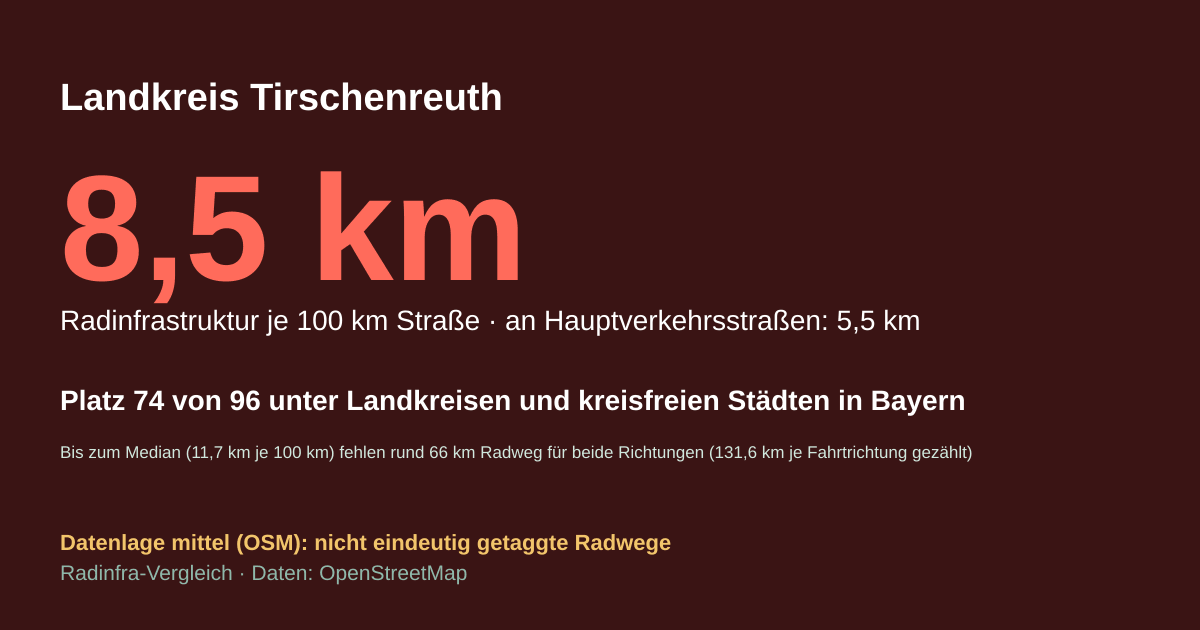 Landkreis Tirschenreuth
8,5 km
Radinfrastruktur je 100 km Straße · an Hauptverkehrsstraßen: 5,5 km
Platz 74 von 96 unter Landkreisen und kreisfreien Städten in Bayern
Bis zum Median (11,7 km je 100 km) fehlen rund 66 km Radweg für beide Richtungen (131,6 km je Fahrtrichtung gezählt)
Datenlage mittel (OSM): nicht eindeutig getaggte Radwege
Radinfra-Vergleich · Daten: OpenStreetMap